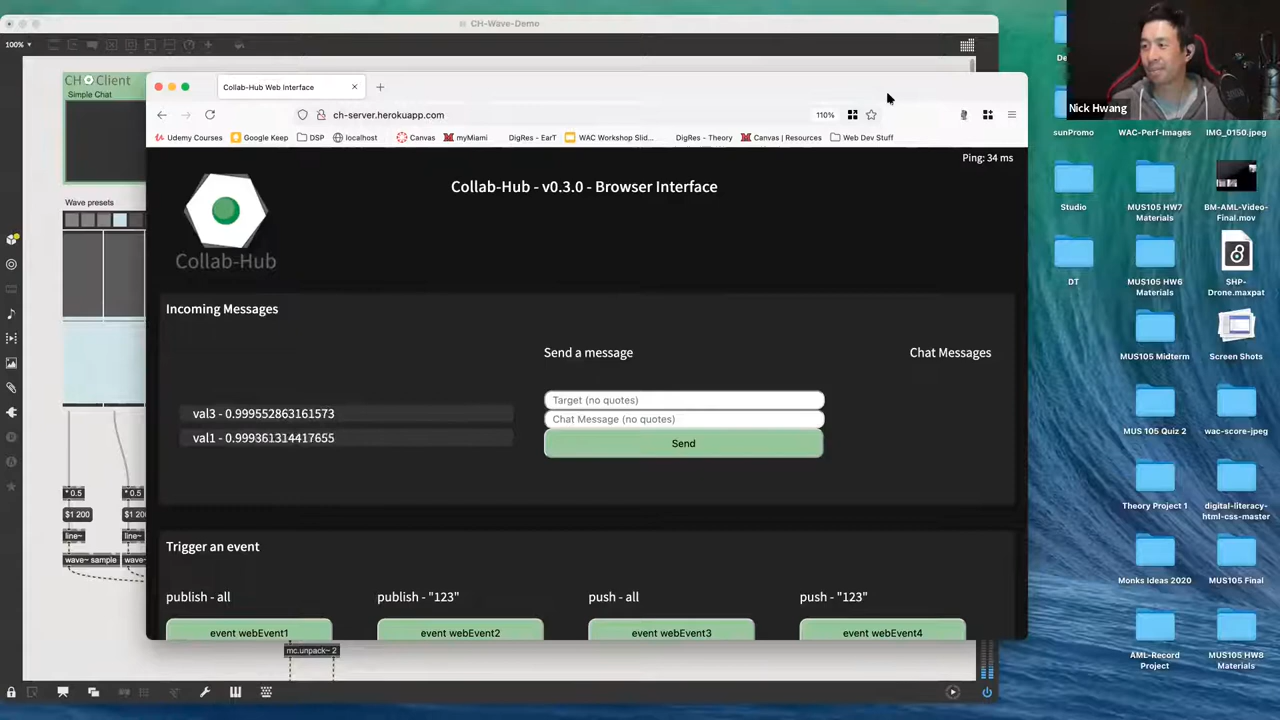 CH-Wave-Demo
100%
CH Client
Simple Chat
Wave presets
* 0.5
* 0.5
$1 200
$1 200
line~
line~
wave~ sample
wave~
mc.unpack~ 2
Collab-Hub Web Interface
ch-server.herokuapp.com
110%
Udemy Courses
Google Keep
DSP
localhost
Canvas
myMiami
DigRes - EarT
WAC Workshop Slid...
DigRes - Theory
Canvas | Resources
Web Dev Stuff
Ping: 34 ms
Collab-Hub - v0.3.0 - Browser Interface
Collab-Hub
Incoming Messages
Send a message
Chat Messages
Target (no quotes)
Chat Message (no quotes)
Send
val3 - 0.999552863161573
val1 - 0.999361314417655
Trigger an event
publish - all
publish - "123"
push - all
push - "123"
event webEvent1
event webEvent2
event webEvent3
event webEvent4
Nick Hwang
De
sunPromo
WAC-Perf-Images
IMG_0150.jpeg
Studio
MUS105 HW7
Materials
BM-AML-Video-
Final.mov
DT
MUS105 HW6
Materials
SHP-
Drone.maxpat
MUS105 Midterm
Screen Shots
MUS 105 Quiz 2
wac-score-jpeg
Theory Project 1
digital-literacy-
html-css-master
Monks Ideas 2020
MUS105 Final
AML-Record
Project
MUS105 HW8
Materials